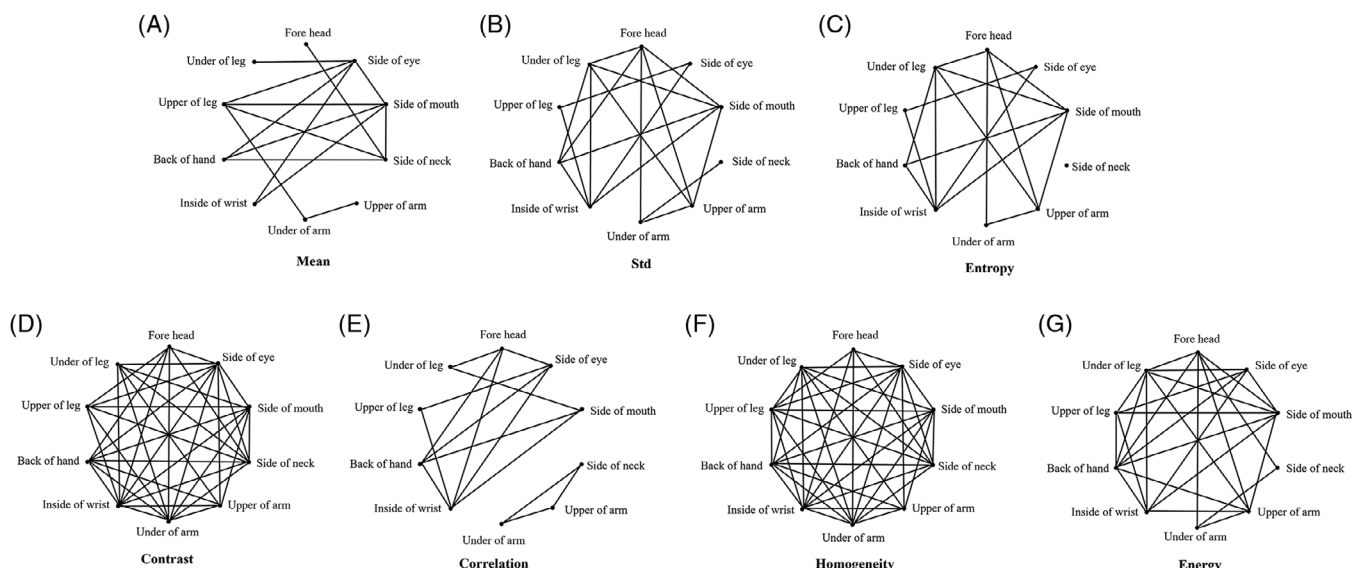 (A)
Fore head
Under of leg
Side of eye
Upper of leg
Side of mouth
Back of hand
Side of neck
Inside of wrist
Upper of arm
Under of arm
Mean
(B)
Fore head
Under of leg
Side of eye
Upper of leg
Side of mouth
Back of hand
Side of neck
Inside of wrist
Upper of arm
Under of arm
Std
(C)
Fore head
Under of leg
Side of eye
Upper of leg
Side of mouth
Back of hand
Side of neck
Inside of wrist
Upper of arm
Under of arm
Entropy
(D)
Fore head
Under of leg
Side of eye
Upper of leg
Side of mouth
Back of hand
Side of neck
Inside of wrist
Upper of arm
Under of arm
Contrast
(E)
Fore head
Under of leg
Side of eye
Upper of leg
Side of mouth
Back of hand
Side of neck
Inside of wrist
Upper of arm
Under of arm
Correlation
(F)
Fore head
Under of leg
Side of eye
Upper of leg
Side of mouth
Back of hand
Side of neck
Inside of wrist
Upper of arm
Under of arm
Homogeneity
(G)
Fore head
Under of leg
Side of eye
Upper of leg
Side of mouth
Back of hand
Side of neck
Inside of wrist
Upper of arm
Under of arm
Energy